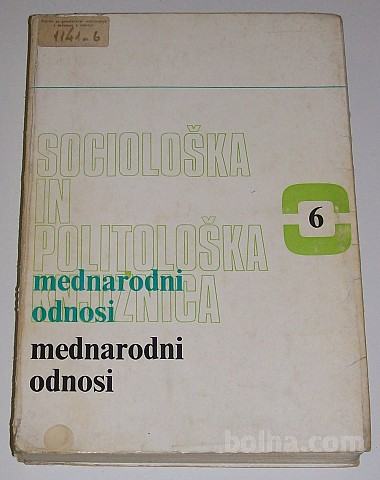 1141-6
SOCIOLOŠKA
IN
POLITOLOŠKA
KNJIŽNICA
6
mednarodni
odnosi
mednarodni
odnosi
bolha.com